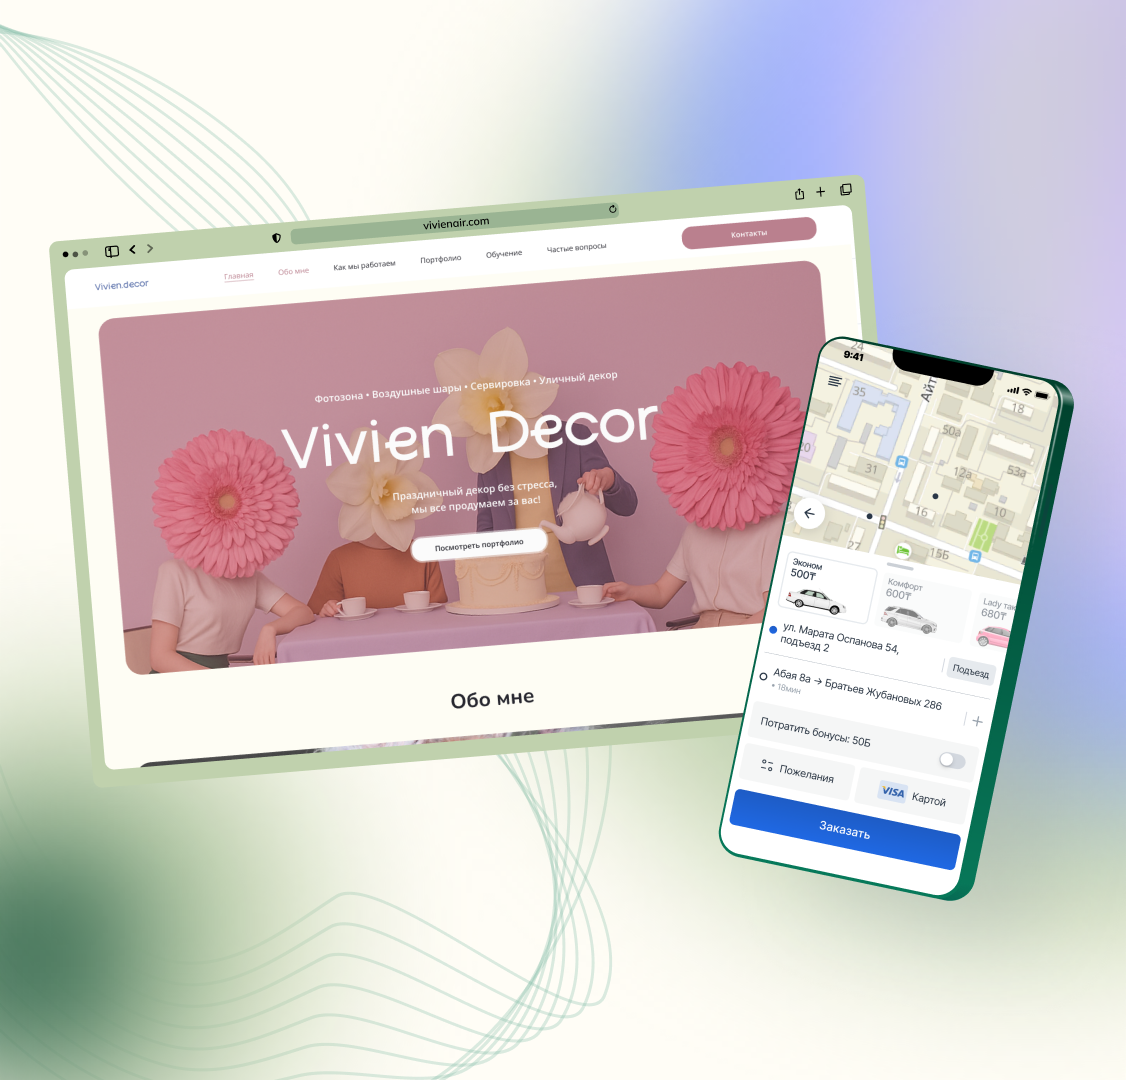 vivienair.com
Vivien.decor
Главная
Обо мне
Как мы работаем
Портфолио
Обучение
Частые вопросы
Контакты
Фотозона • Воздушные шары • Сервировка • Уличный декор
Vivien Decor
Праздничный декор без стресса,
мы все продумаем за вас!
Посмотреть портфолио
Обо мне
9:41
24
35
Айт
18
50а
20
31
12а
53а
16
10
27
15Б
Эконом
500₸
Комфорт
600₸
Lady так
680₸
ул. Марата Оспанова 54,
подъезд 2
Подъезд
Абая 8а → Братьев Жубановых 286
• 18мин
Потратить бонусы: 50Б
Пожелания
VISA
Картой
Заказать